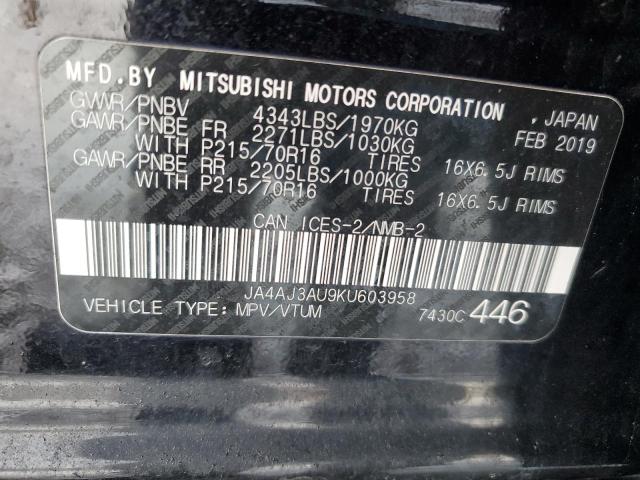 MFD.BY MITSUBISHI MOTORS CORPORATION, JAPAN
GVWR/PNBV 4343LBS/1970KG FEB 2019
GAWR/PNBE FR 2271LBS/1030KG
WITH P215/70R16 TIRES 16X6.5J RIMS
GAWR/PNBE RR 2205LBS/1000KG
WITH P215/70R16 TIRES 16X6.5J RIMS
CAN ICES-2/NMB-2
JA4AJ3AU9KU603958
VEHICLE TYPE: MPV/VTUM 7430C 446